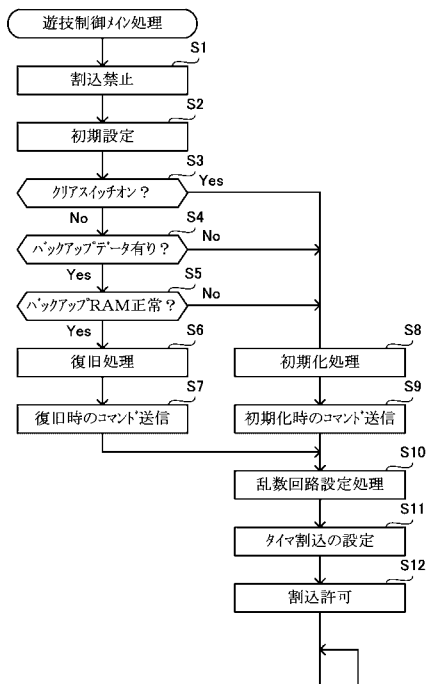 遊技制御ﾒｲﾝ処理
S1
割込禁止
S2
初期設定
S3
ｸﾘｱｽｲｯﾁオン？
Yes
No
S4
ﾊﾞｯｸｱｯﾌﾟﾃﾞｰﾀ有り？
No
Yes
S5
ﾊﾞｯｸｱｯﾌﾟRAM正常？
No
Yes
S6
復旧処理
S7
復旧時のｺﾏﾝﾄﾞ送信
S8
初期化処理
S9
初期化時のｺﾏﾝﾄﾞ送信
S10
乱数回路設定処理
S11
ﾀｲﾏ割込の設定
S12
割込許可